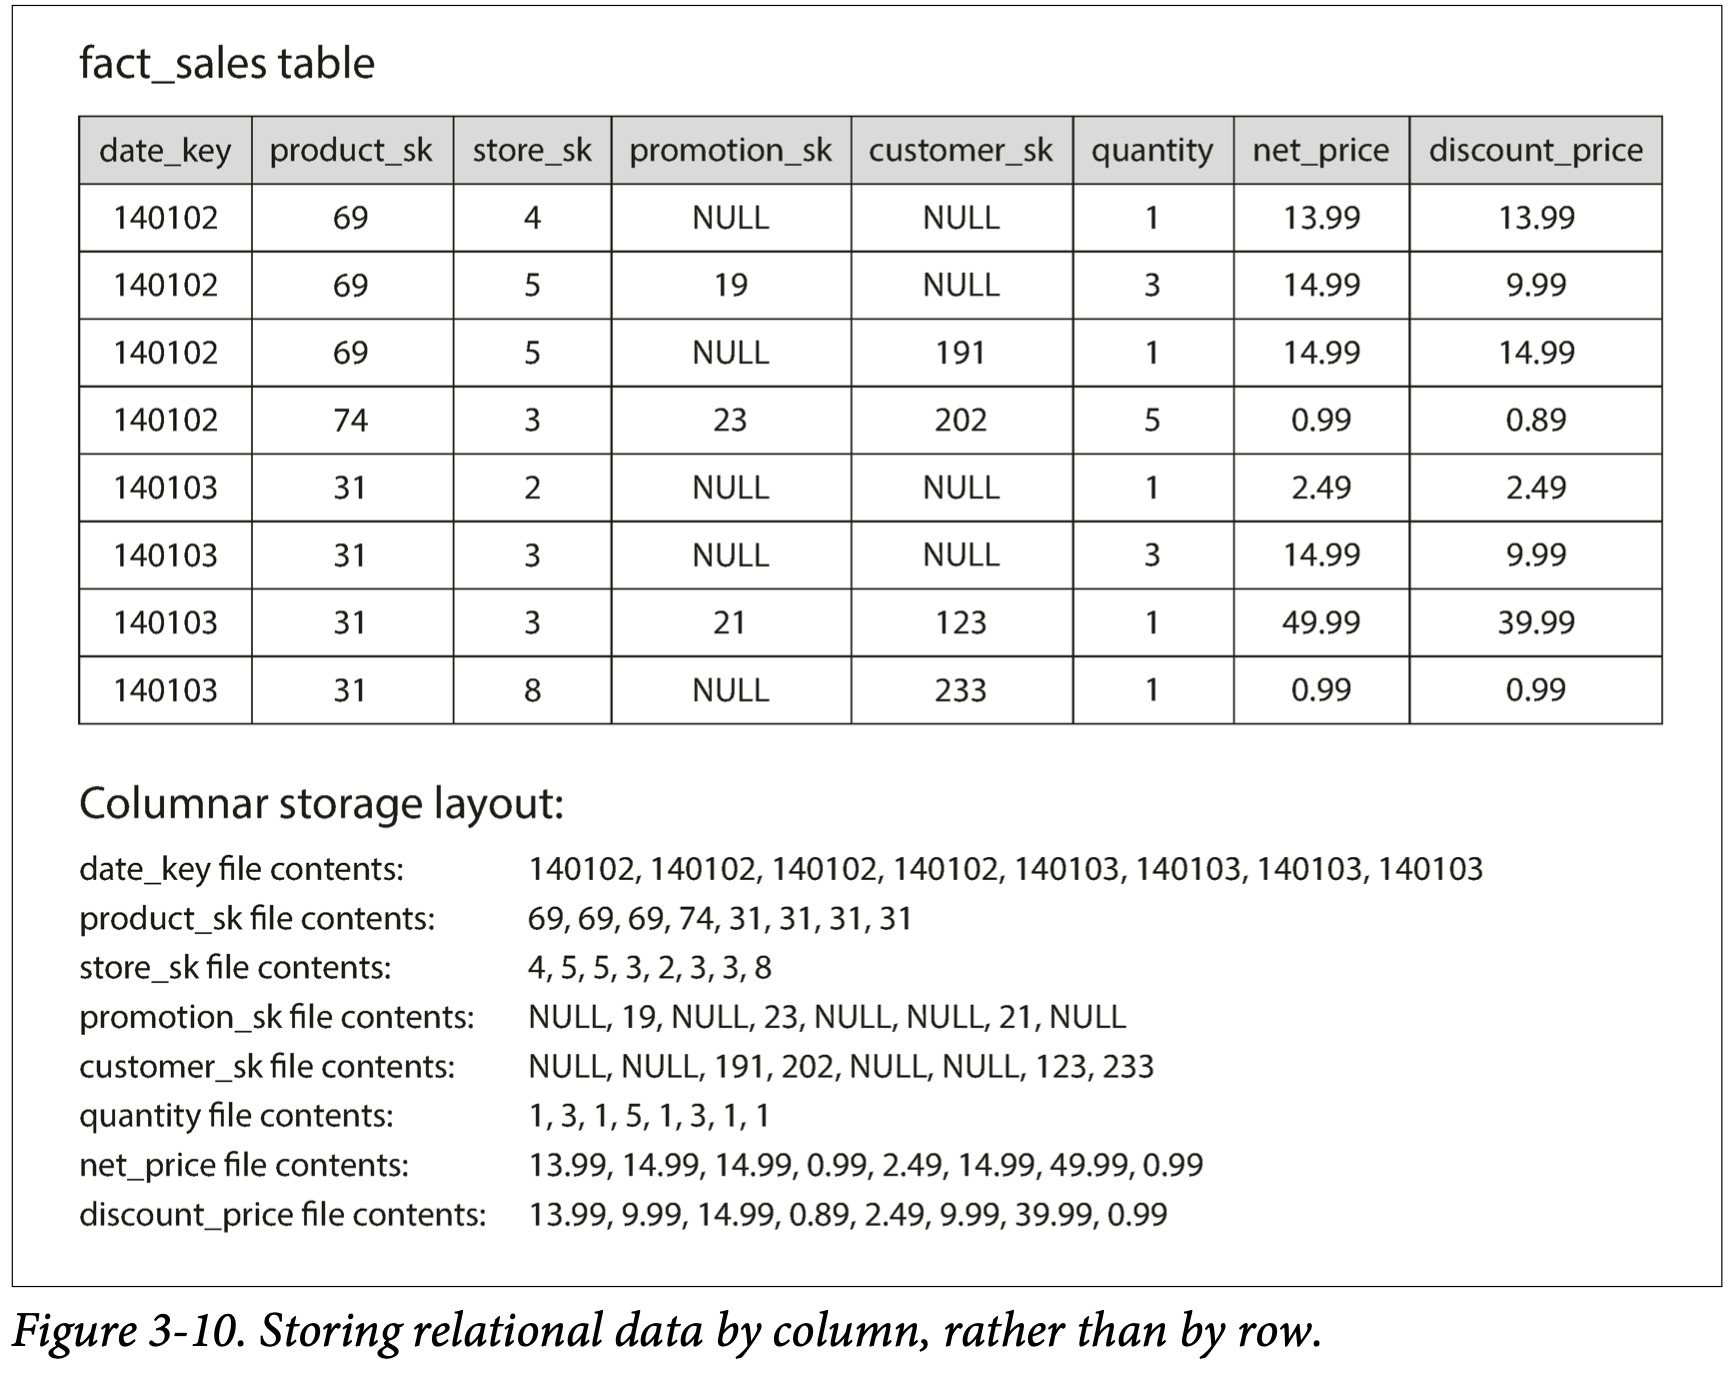 fact_sales table
date_key product_sk store_sk promotion_sk customer_sk quantity net_price discount_price
140102 69 4 NULL NULL 1 13.99 13.99
140102 69 5 19 NULL 3 14.99 9.99
140102 69 5 NULL 191 1 14.99 14.99
140102 74 3 23 202 5 0.99 0.89
140103 31 2 NULL NULL 1 2.49 2.49
140103 31 3 NULL NULL 3 14.99 9.99
140103 31 3 21 123 1 49.99 39.99
140103 31 8 NULL 233 1 0.99 0.99
Columnar storage layout:
date_key file contents: 140102, 140102, 140102, 140102, 140103, 140103, 140103, 140103
product_sk file contents: 69, 69, 69, 74, 31, 31, 31, 31
store_sk file contents: 4, 5, 5, 3, 2, 3, 3, 8
promotion_sk file contents: NULL, 19, NULL, 23, NULL, NULL, 21, NULL
customer_sk file contents: NULL, NULL, 191, 202, NULL, NULL, 123, 233
quantity file contents: 1, 3, 1, 5, 1, 3, 1, 1
net_price file contents: 13.99, 14.99, 14.99, 0.99, 2.49, 14.99, 49.99, 0.99
discount_price file contents: 13.99, 9.99, 14.99, 0.89, 2.49, 9.99, 39.99, 0.99
Figure 3-10. Storing relational data by column, rather than by row.